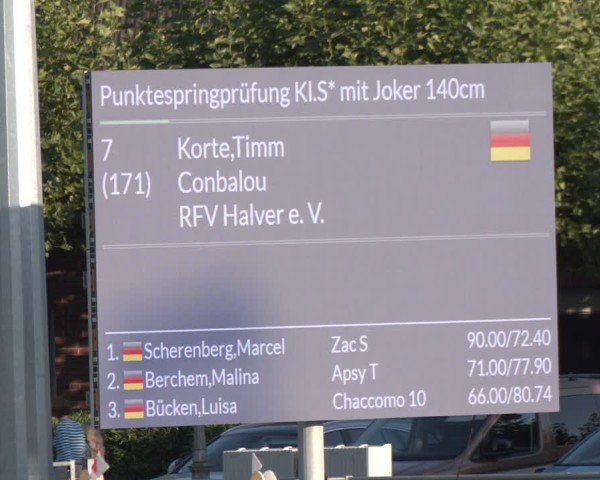 Punktespringprüfung Kl.S* mit Joker 140cm
7 Korte,Timm
(171) Conbalou
RFV Halver e. V.
1. Scherenberg,Marcel Zac S 90.00/72.40
2. Berchem,Malina Apsy T 71.00/77.90
3. Bücken,Luisa Chaccomo 10 66.00/80.74